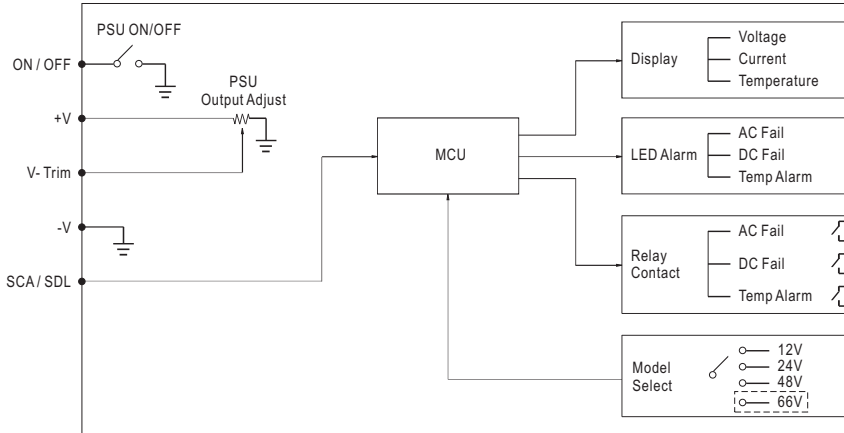 PSU ON/OFF
ON / OFF
PSU
Output Adjust
+V
V- Trim
-V
SCA / SDL
MCU
Display
Voltage
Current
Temperature
LED Alarm
AC Fail
DC Fail
Temp Alarm
Relay
Contact
AC Fail
DC Fail
Temp Alarm
Model
Select
12V
24V
48V
66V